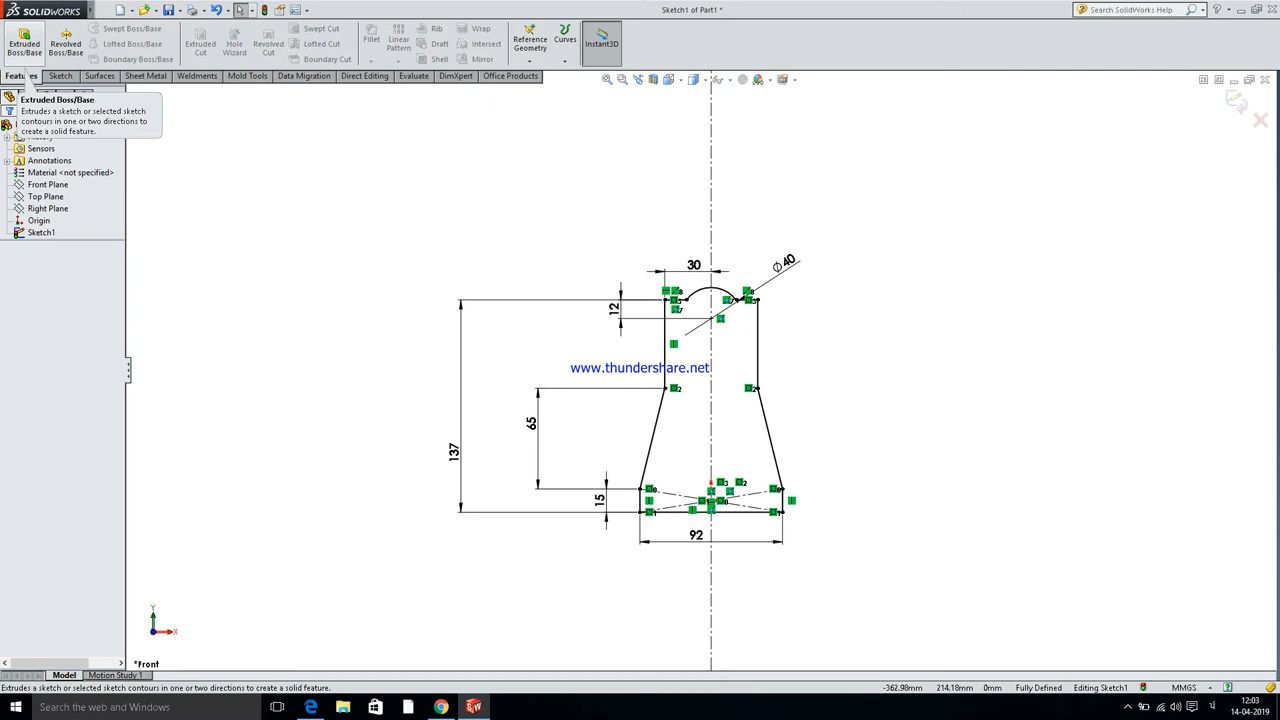 SOLIDWORKS
Sketch1 of Part1 *
Search SolidWorks
Extruded Boss/Base
Revolved Boss/Base
Swept Boss/Base
Lofted Boss/Base
Boundary Boss/Base
Extruded Cut
Hole Wizard
Revolved Cut
Swept Cut
Lofted Cut
Boundary Cut
Fillet
Linear Pattern
Rib
Draft
Shell
Wrap
Intersect
Mirror
Reference Geometry
Curves
Instant3D
Features
Sketch
Surfaces
Sheet Metal
Weldments
Mold Tools
Data Migration
Direct Editing
Evaluate
DimXpert
Office Products
Extruded Boss/Base
Extrudes a sketch or selected sketch
contours in one or two directions to
create a solid feature.
Sensors
Annotations
Material <not specified>
Front Plane
Top Plane
Right Plane
Origin
Sketch1
30
Ø40
12
www.thundershare.net
65
137
15
92
Y
X
*Front
Model
Motion Study 1
Extrudes a sketch or selected sketch contours in one or two directions to create a solid feature.
-362.98mm
214.18mm
0mm
Fully Defined
Editing Sketch1
MMGS
Search the web and Windows
12:03
14-04-2019